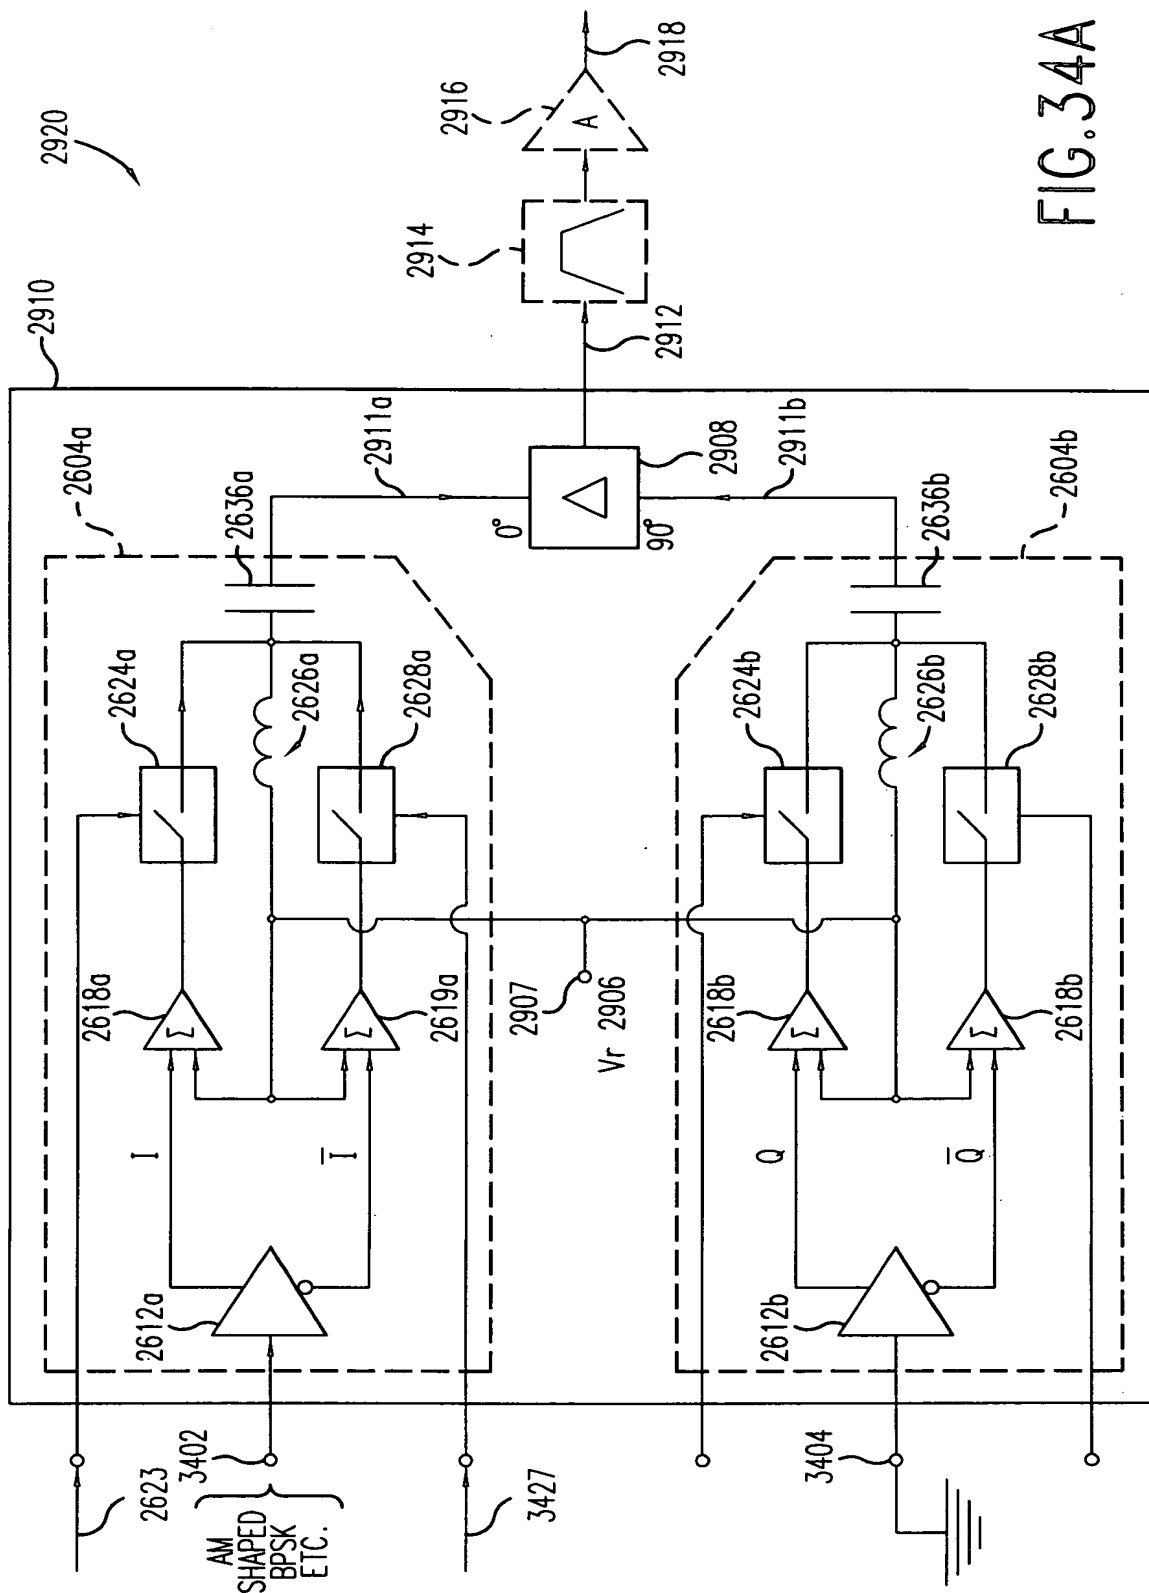 2920
2910
2604a
2636a
2911a
2624a
2626a
2628a
2618a
2619a
I
I̅
2612a
2623
3402
AM
SHAPED
BPSK
ETC.
3427
0°
90°
2908
2912
2914
2916
A
2918
2911b
2907
Vr 2906
2604b
2636b
2624b
2626b
2628b
2618b
2618b
Σ
Σ
Σ
Σ
Q
Q̅
2612b
3404
FIG.34A